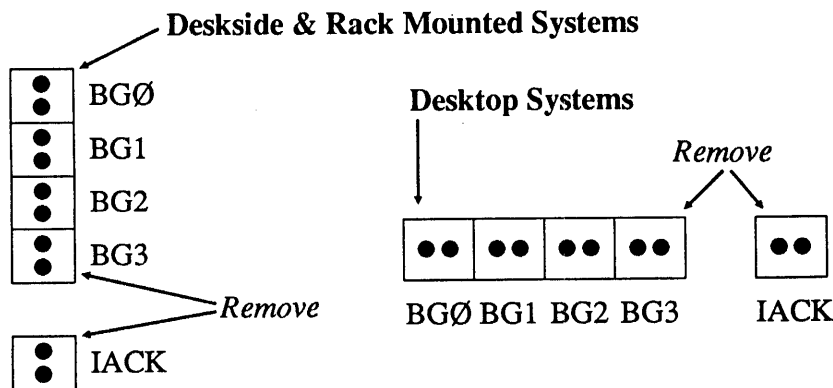 Deskside & Rack Mounted Systems
BGØ
BG1
BG2
BG3
Remove
IACK
Desktop Systems
Remove
BGØ BG1 BG2 BG3 IACK